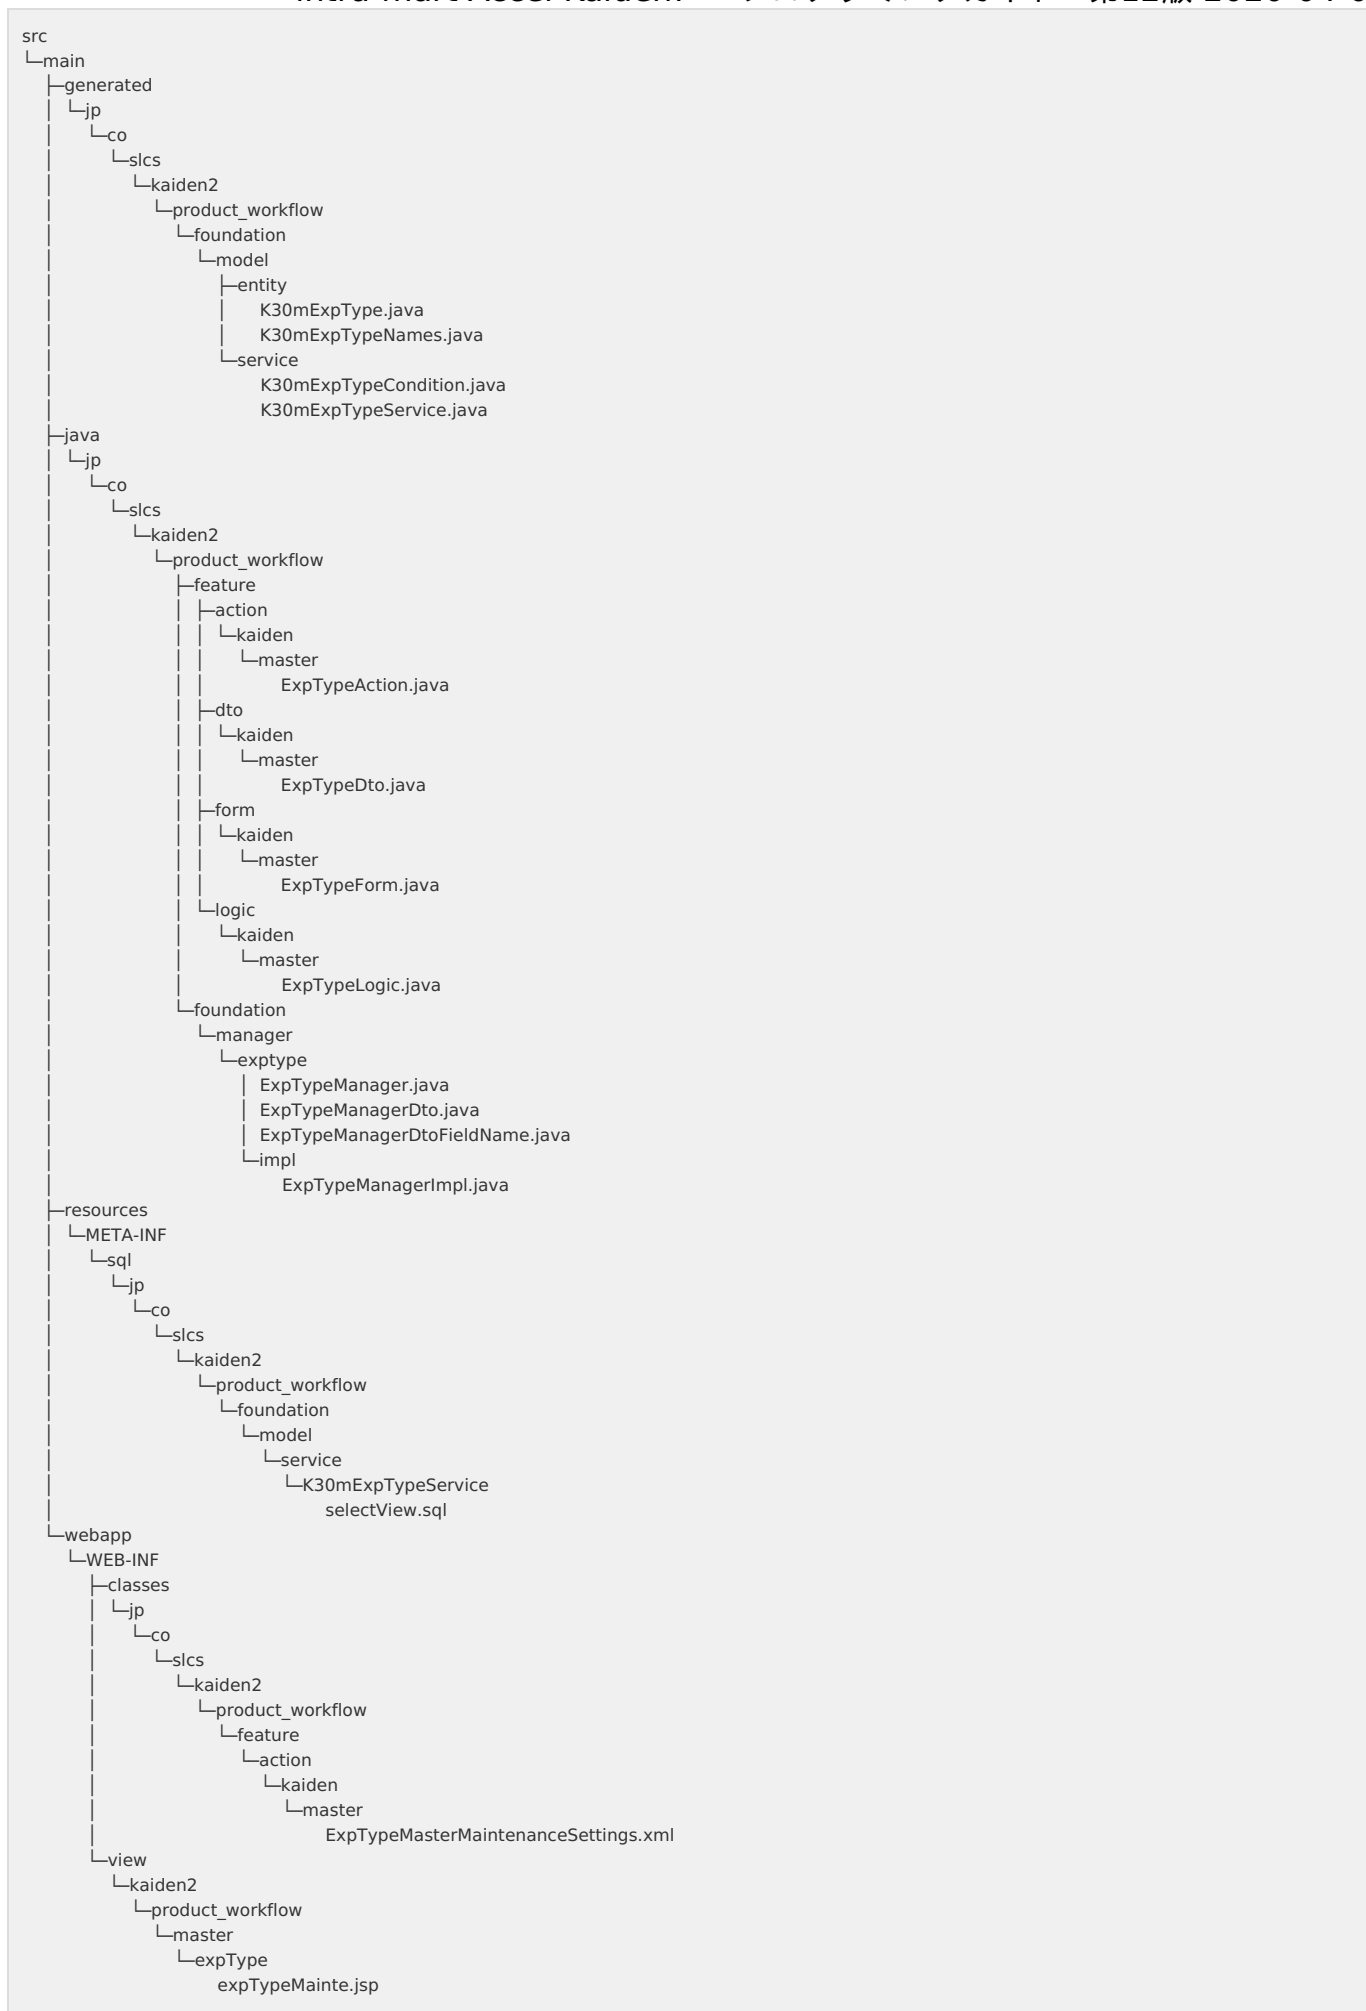 src
└─main
├─generated
│ └─jp
│ └─co
│ └─slcs
│ └─kaiden2
│ └─product_workflow
│ └─foundation
│ └─model
│ ├─entity
│ │ K30mExpType.java
│ │ K30mExpTypeNames.java
│ └─service
│ K30mExpTypeCondition.java
│ K30mExpTypeService.java
├─java
│ └─jp
│ └─co
│ └─slcs
│ └─kaiden2
│ └─product_workflow
│ ├─feature
│ │ ├─action
│ │ │ └─kaiden
│ │ │ └─master
│ │ │ ExpTypeAction.java
│ │ ├─dto
│ │ │ └─kaiden
│ │ │ └─master
│ │ │ ExpTypeDto.java
│ │ ├─form
│ │ │ └─kaiden
│ │ │ └─master
│ │ │ ExpTypeForm.java
│ │ └─logic
│ │ └─kaiden
│ │ └─master
│ │ ExpTypeLogic.java
│ └─foundation
│ └─manager
│ └─exptype
│ │ ExpTypeManager.java
│ │ ExpTypeManagerDto.java
│ │ ExpTypeManagerDtoFieldName.java
│ └─impl
│ ExpTypeManagerImpl.java
├─resources
│ └─META-INF
│ └─sql
│ └─jp
│ └─co
│ └─slcs
│ └─kaiden2
│ └─product_workflow
│ └─foundation
│ └─model
│ └─service
│ └─K30mExpTypeService
│ selectView.sql
└─webapp
└─WEB-INF
├─classes
│ └─jp
│ └─co
│ └─slcs
│ └─kaiden2
│ └─product_workflow
│ └─feature
│ └─action
│ └─kaiden
│ └─master
│ ExpTypeMasterMaintenanceSettings.xml
└─view
└─kaiden2
└─product_workflow
└─master
└─expType
expTypeMainte.jsp